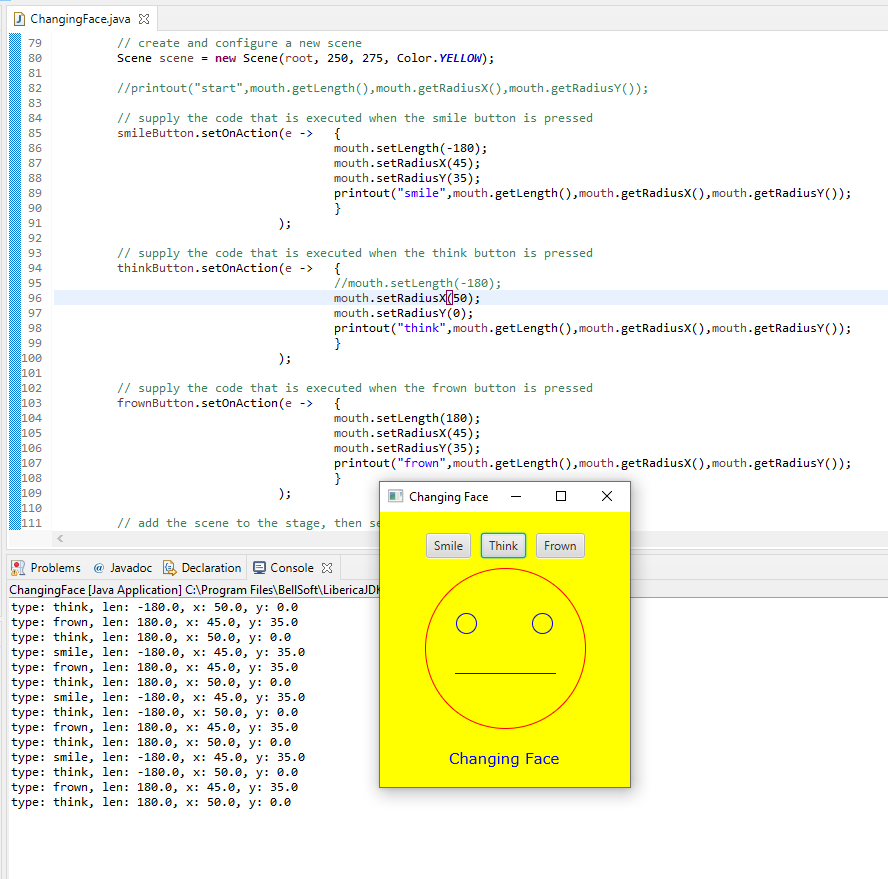 ChangingFace.java
79 // create and configure a new scene
80 Scene scene = new Scene(root, 250, 275, Color.YELLOW);
81
82 //printout("start",mouth.getLength(),mouth.getRadiusX(),mouth.getRadiusY());
83
84 // supply the code that is executed when the smile button is pressed
85 smileButton.setOnAction(e -> {
86 mouth.setLength(-180);
87 mouth.setRadiusX(45);
88 mouth.setRadiusY(35);
89 printout("smile",mouth.getLength(),mouth.getRadiusX(),mouth.getRadiusY());
90 }
91 );
92
93 // supply the code that is executed when the think button is pressed
94 thinkButton.setOnAction(e -> {
95 //mouth.setLength(-180);
96 mouth.setRadiusX(50);
97 mouth.setRadiusY(0);
98 printout("think",mouth.getLength(),mouth.getRadiusX(),mouth.getRadiusY());
99 }
100 );
101
102 // supply the code that is executed when the frown button is pressed
103 frownButton.setOnAction(e -> {
104 mouth.setLength(180);
105 mouth.setRadiusX(45);
106 mouth.setRadiusY(35);
107 printout("frown",mouth.getLength(),mouth.getRadiusX(),mouth.getRadiusY());
108 }
109 );
110
111 // add the scene to the stage, then se
Changing Face
Smile Think Frown
Changing Face
Problems @ Javadoc Declaration Console
ChangingFace [Java Application] C:\Program Files\BellSoft\LibericaJDK
type: think, len: -180.0, x: 50.0, y: 0.0
type: frown, len: 180.0, x: 45.0, y: 35.0
type: think, len: 180.0, x: 50.0, y: 0.0
type: smile, len: -180.0, x: 45.0, y: 35.0
type: frown, len: 180.0, x: 45.0, y: 35.0
type: think, len: 180.0, x: 50.0, y: 0.0
type: smile, len: -180.0, x: 45.0, y: 35.0
type: think, len: -180.0, x: 50.0, y: 0.0
type: frown, len: 180.0, x: 45.0, y: 35.0
type: think, len: 180.0, x: 50.0, y: 0.0
type: smile, len: -180.0, x: 45.0, y: 35.0
type: think, len: -180.0, x: 50.0, y: 0.0
type: frown, len: 180.0, x: 45.0, y: 35.0
type: think, len: 180.0, x: 50.0, y: 0.0